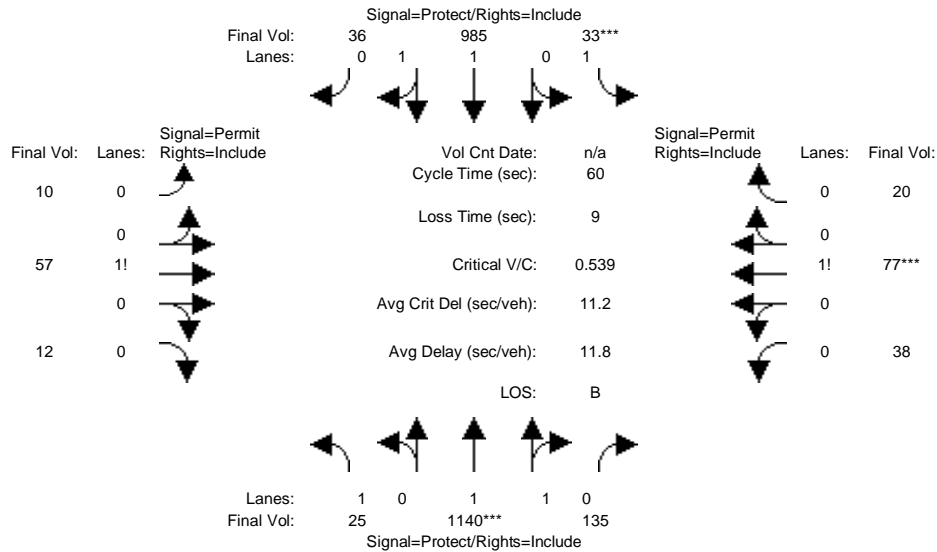 Signal=Protect/Rights=Include
Final Vol: 36 985 33***
Lanes: 0 1 1 0 1
Signal=Permit
Final Vol: Lanes: Rights=Include
Vol Cnt Date: n/a
Signal=Permit
Rights=Include Lanes: Final Vol:
Cycle Time (sec): 60
10 0
0 20
Loss Time (sec): 9
0
0
57 1!
Critical V/C: 0.539
1! 77***
0
Avg Crit Del (sec/veh): 11.2
0
12 0
Avg Delay (sec/veh): 11.8
0 38
LOS: B
Lanes: 1 0 1 1 0
Final Vol: 25 1140*** 135
Signal=Protect/Rights=Include